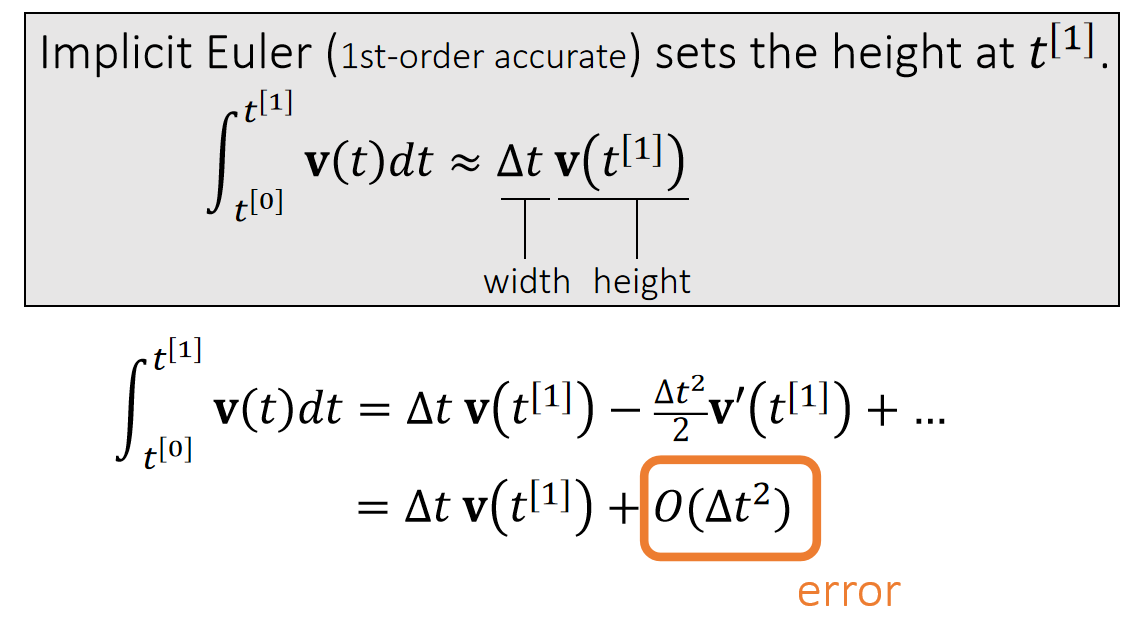 Implicit Euler (1st-order accurate) sets the height at t^[1].
∫_{t^[0]}^{t^[1]} v(t)dt ≈ Δt v(t^[1])
width height
∫_{t^[0]}^{t^[1]} v(t)dt = Δt v(t^[1]) − Δt²/2 v′(t^[1]) + ...
= Δt v(t^[1]) + O(Δt²)
error